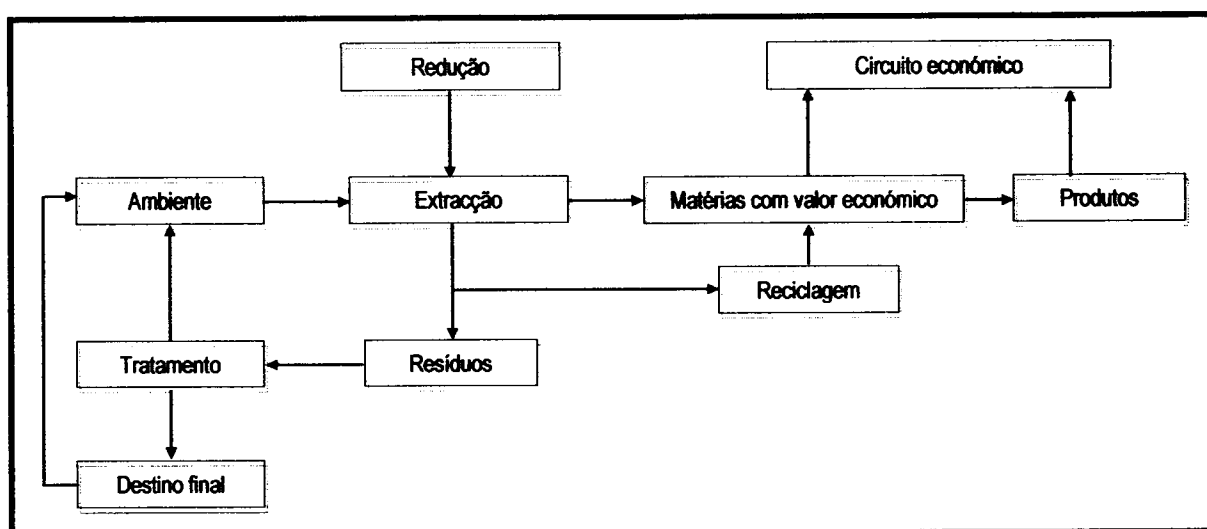 Redução
Circuito económico
Ambiente
Extracção
Matérias com valor económico
Produtos
Reciclagem
Tratamento
Resíduos
Destino final